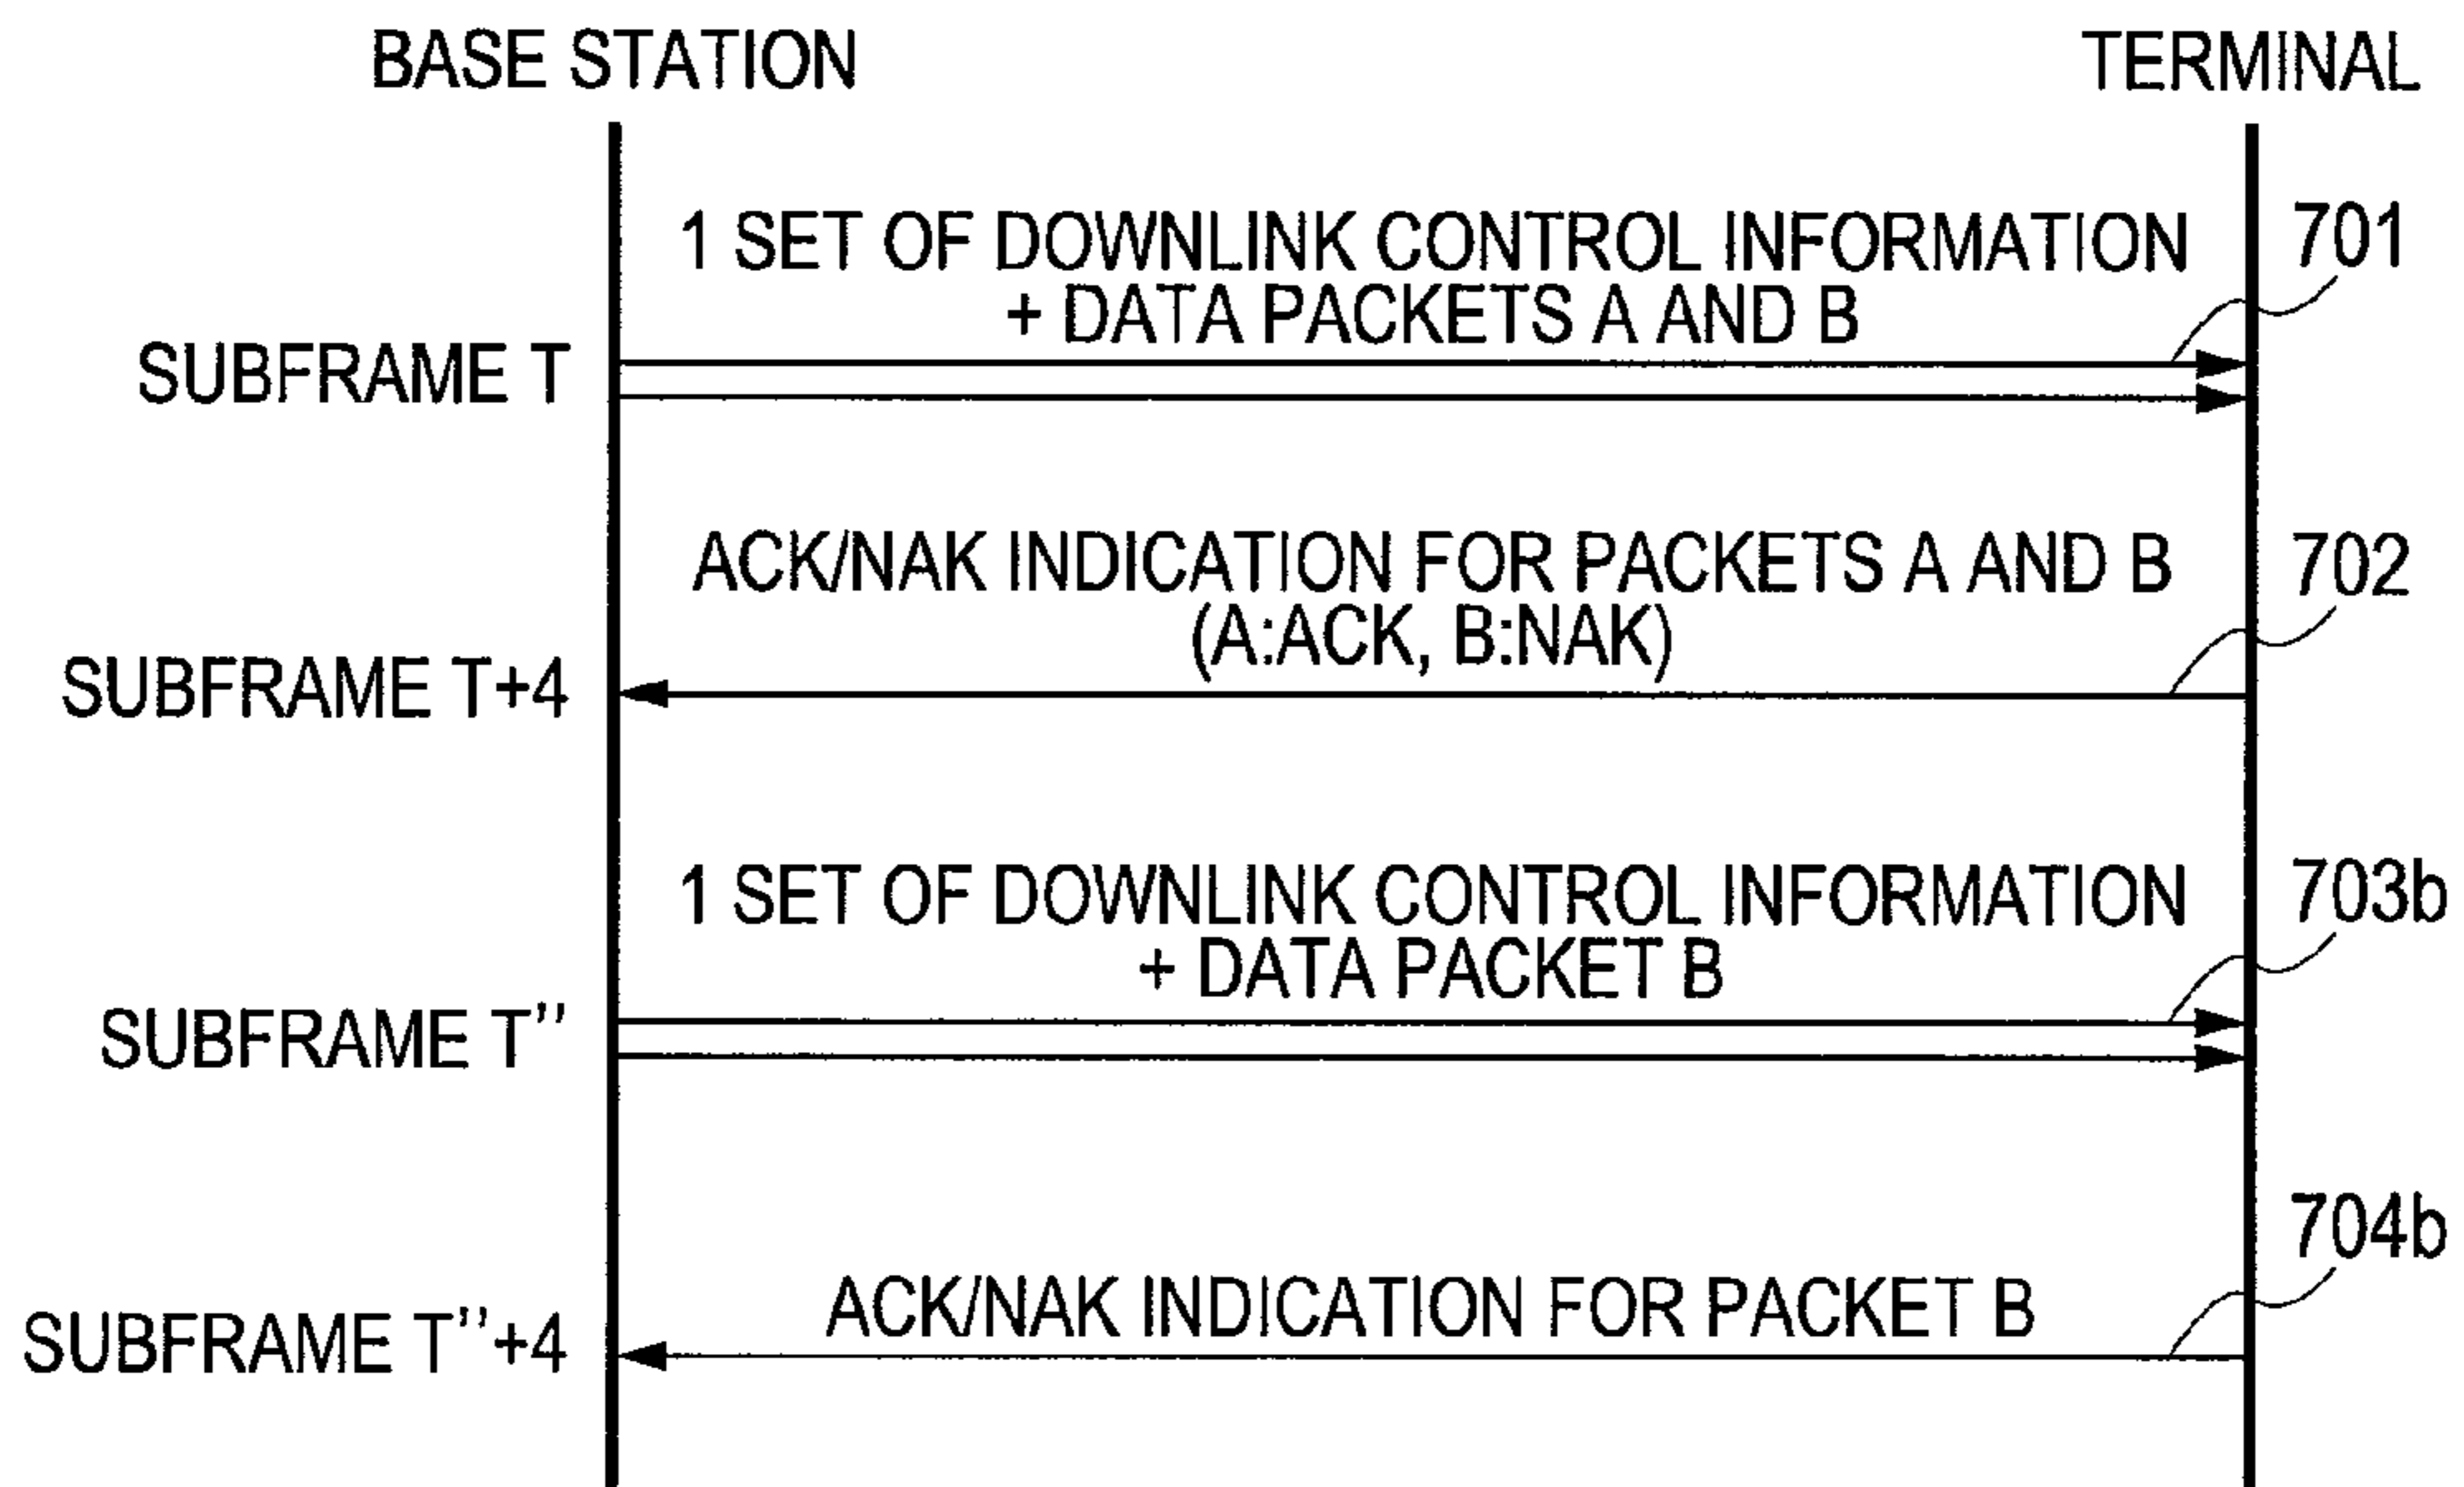 BASE STATION
TERMINAL
1 SET OF DOWNLINK CONTROL INFORMATION
+ DATA PACKETS A AND B
701
SUBFRAME T
ACK/NAK INDICATION FOR PACKETS A AND B
(A:ACK, B:NAK)
702
SUBFRAME T+4
1 SET OF DOWNLINK CONTROL INFORMATION
+ DATA PACKET B
703b
SUBFRAME T''
704b
ACK/NAK INDICATION FOR PACKET B
SUBFRAME T''+4